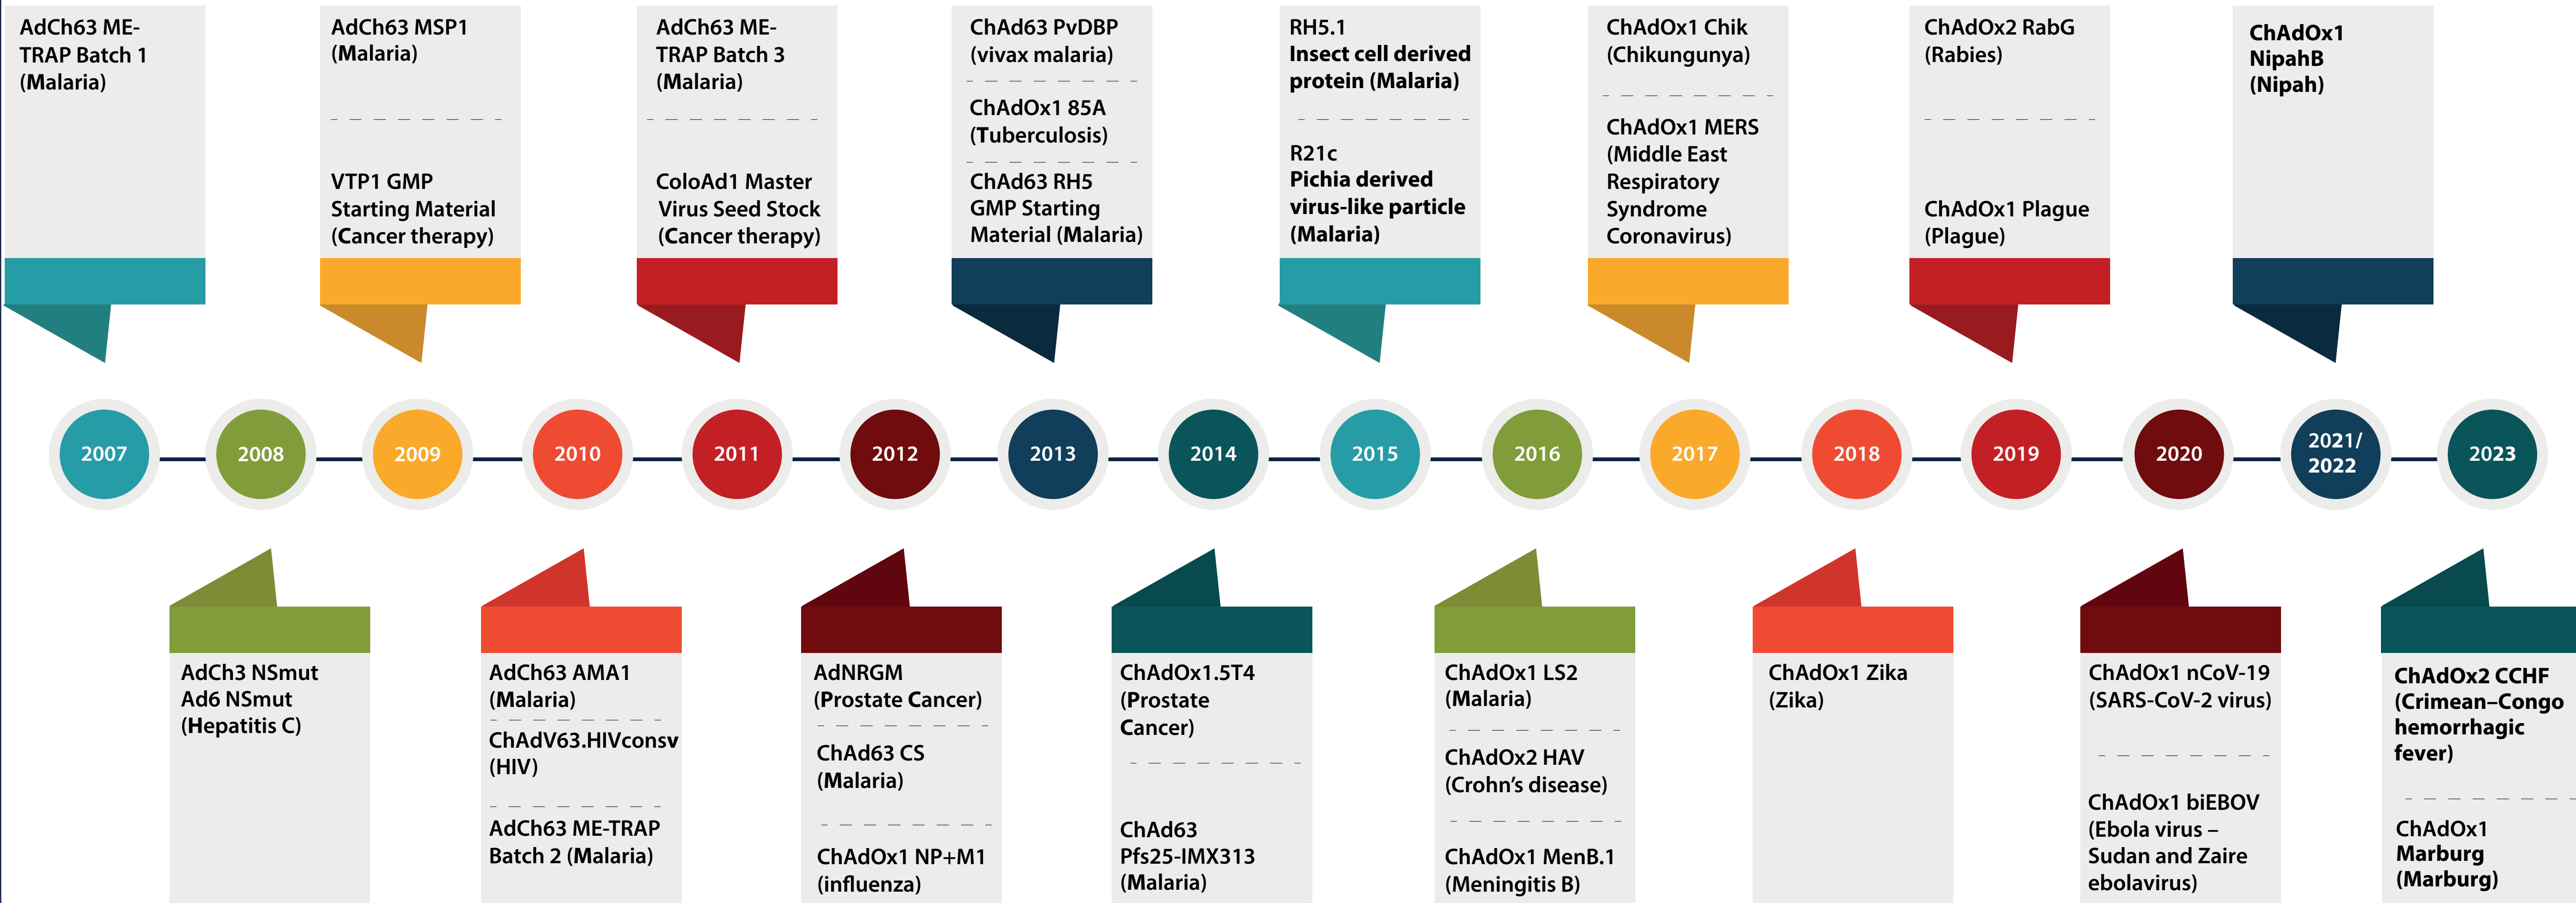 AdCh63 ME-
TRAP Batch 1
(Malaria)
AdCh63 MSP1
(Malaria)
VTP1 GMP
Starting Material
(Cancer therapy)
AdCh63 ME-
TRAP Batch 3
(Malaria)
ColoAd1 Master
Virus Seed Stock
(Cancer therapy)
ChAd63 PvDBP
(vivax malaria)
ChAdOx1 85A
(Tuberculosis)
ChAd63 RH5
GMP Starting
Material (Malaria)
RH5.1
Insect cell derived
protein (Malaria)
R21c
Pichia derived
virus-like particle
(Malaria)
ChAdOx1 Chik
(Chikungunya)
ChAdOx1 MERS
(Middle East
Respiratory
Syndrome
Coronavirus)
ChAdOx2 RabG
(Rabies)
ChAdOx1 Plague
(Plague)
ChAdOx1
NipahB
(Nipah)
2007
2008
2009
2010
2011
2012
2013
2014
2015
2016
2017
2018
2019
2020
2021/
2022
2023
AdCh3 NSmut
Ad6 NSmut
(Hepatitis C)
AdCh63 AMA1
(Malaria)
ChAdV63.HIVconsv
(HIV)
AdCh63 ME-TRAP
Batch 2 (Malaria)
AdNRGM
(Prostate Cancer)
ChAd63 CS
(Malaria)
ChAdOx1 NP+M1
(influenza)
ChAdOx1.5T4
(Prostate
Cancer)
ChAd63
Pfs25-IMX313
(Malaria)
ChAdOx1 LS2
(Malaria)
ChAdOx2 HAV
(Crohn’s disease)
ChAdOx1 MenB.1
(Meningitis B)
ChAdOx1 Zika
(Zika)
ChAdOx1 nCoV-19
(SARS-CoV-2 virus)
ChAdOx1 biEBOV
(Ebola virus –
Sudan and Zaire
ebolavirus)
ChAdOx2 CCHF
(Crimean–Congo
hemorrhagic
fever)
ChAdOx1
Marburg
(Marburg)